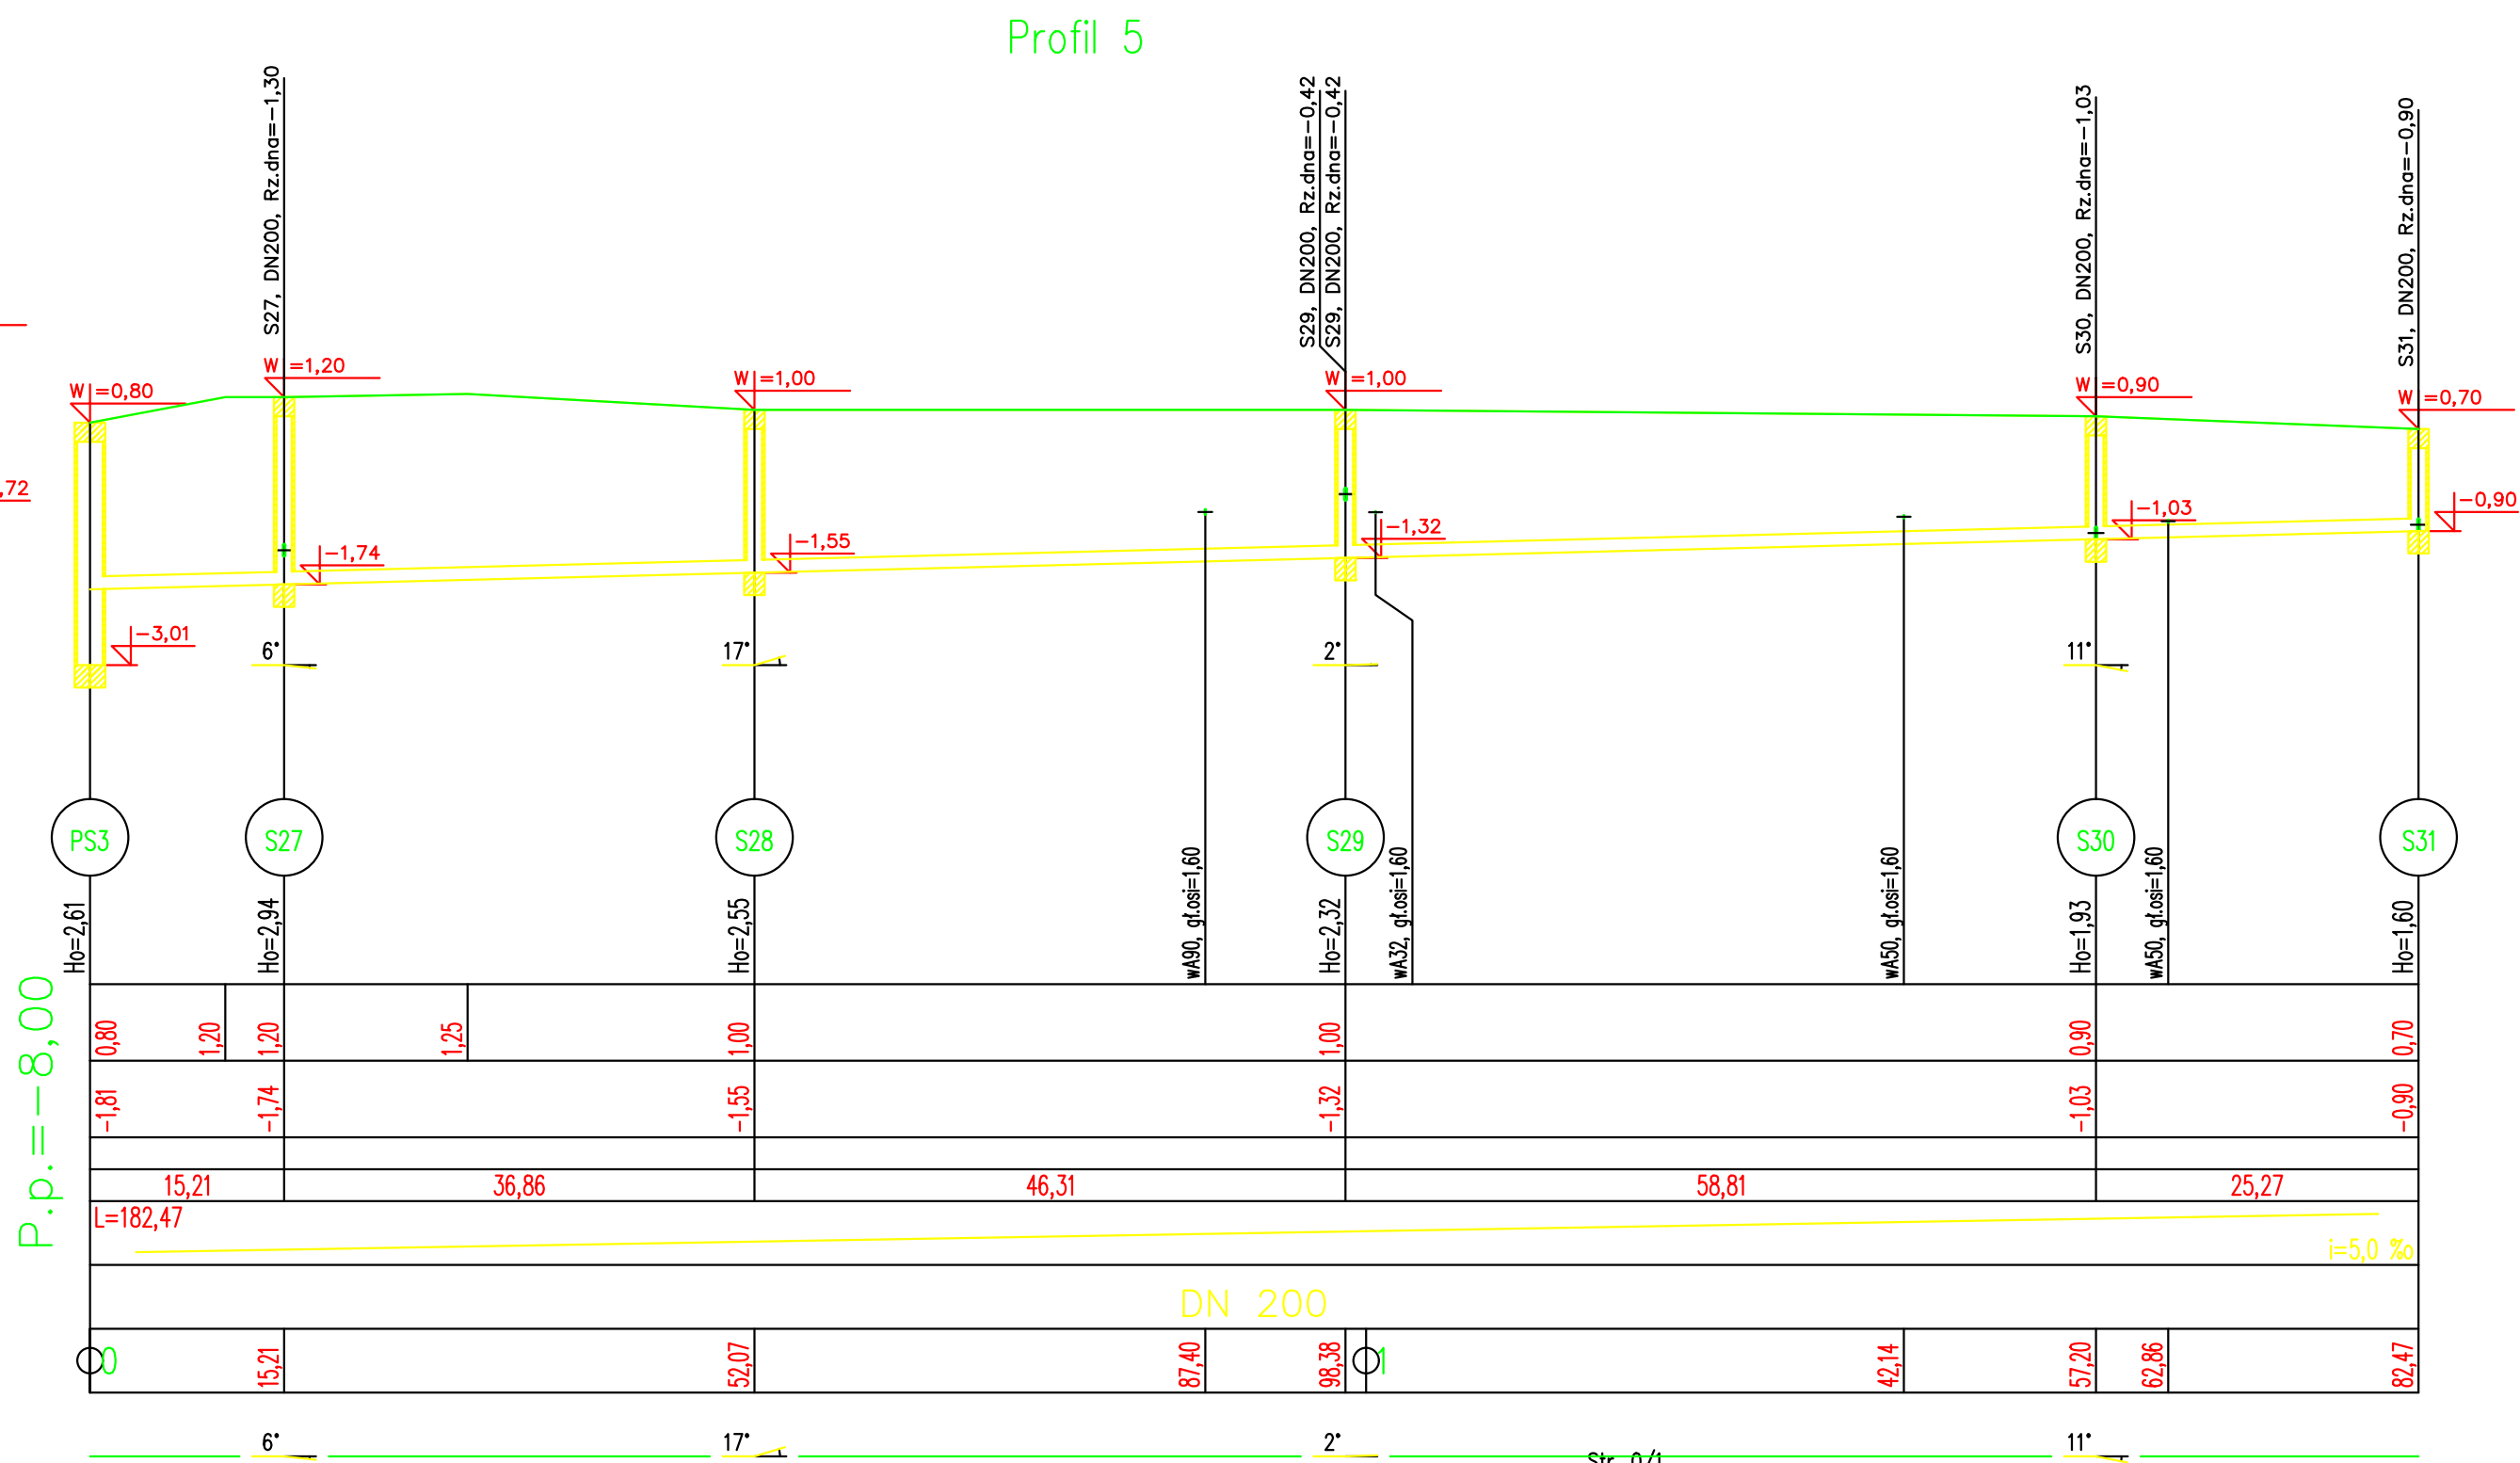 Profil 5
S27, DN200, Rz.dna=-1,30
S29, DN200, Rz.dna=-0,42
S29, DN200, Rz.dna=-0,42
S30, DN200, Rz.dna=-1,03
S31, DN200, Rz.dna=-0,90
W =0,80
W =1,20
W =1,00
W =1,00
W =0,90
W =0,70
,72
-3,01
-1,74
-1,55
-1,32
-1,03
-0,90
6°
17°
2°
11°
PS3
S27
S28
S29
S30
S31
Ho=2,61
Ho=2,94
Ho=2,55
wA90, gł.osi=1,60
Ho=2,32
wA32, gł.osi=1,60
wA50, gł.osi=1,60
Ho=1,93
wA50, gł.osi=1,60
Ho=1,60
P.p.=-8,00
0,80
1,20
1,20
1,25
1,00
1,00
0,90
0,70
-1,81
-1,74
-1,55
-1,32
-1,03
-0,90
15,21
36,86
46,31
58,81
25,27
L=182,47
i=5,0 ‰
DN 200
0
15,21
52,07
87,40
98,38
1
42,14
57,20
62,86
82,47
6°
17°
2°
11°